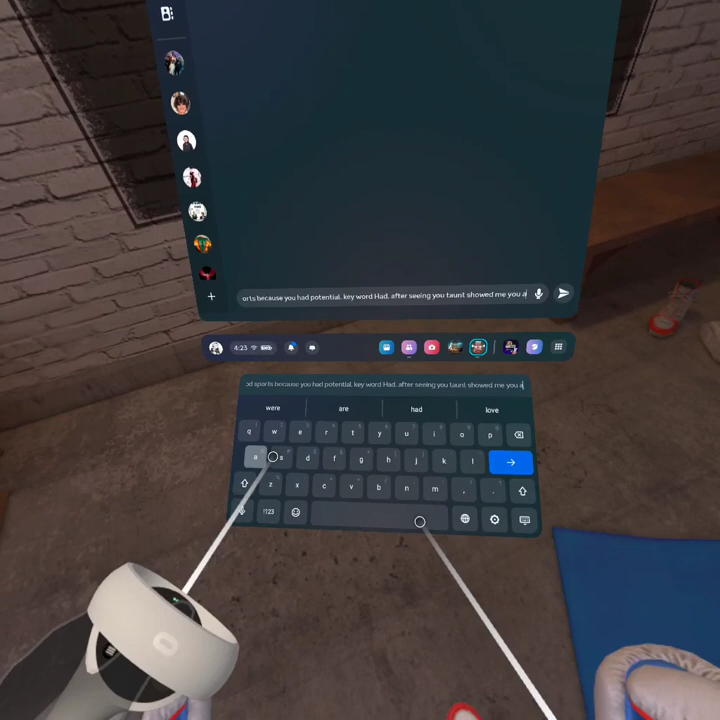 orts because you had potential. key word Had. after seeing you taunt showed me you a
4:23
od sports because you had potential. key word Had. after seeing you taunt showed me you a
were are had love
q w e r t y u i o p
a s d f g h j k l
z x c v b n m , .
!123